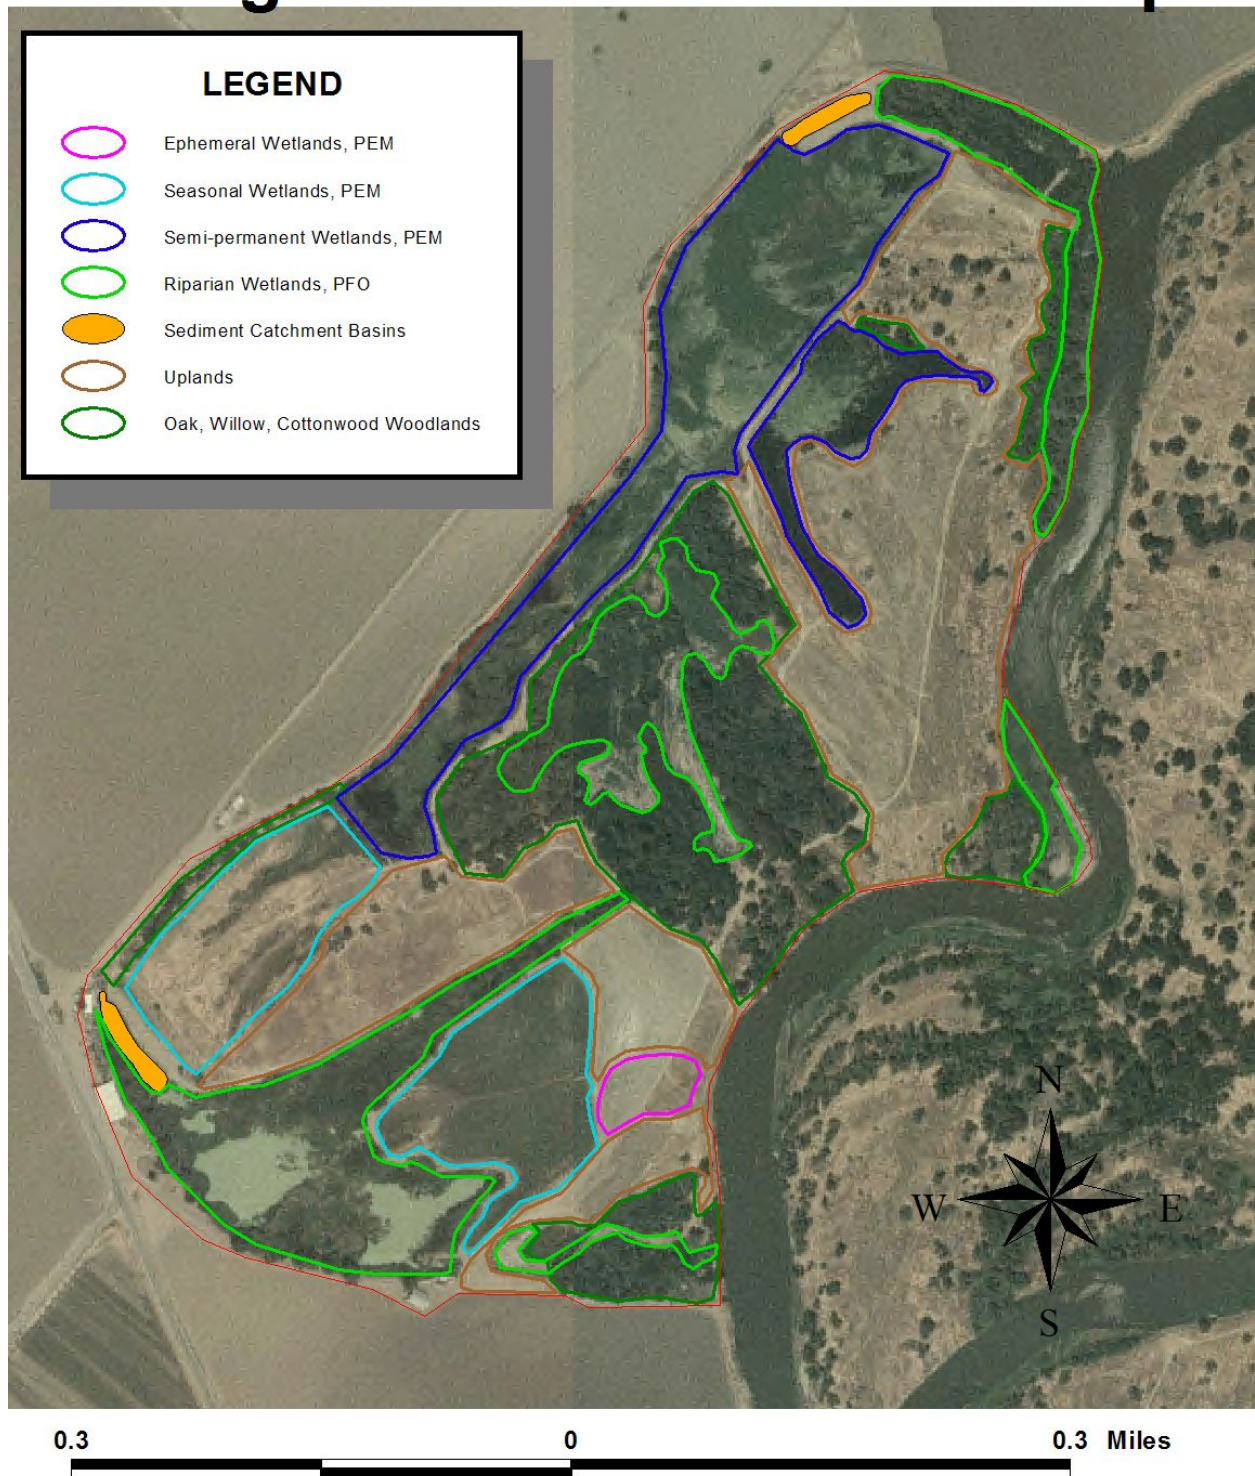 LEGEND
Ephemeral Wetlands, PEM
Seasonal Wetlands, PEM
Semi-permanent Wetlands, PEM
Riparian Wetlands, PFO
Sediment Catchment Basins
Uplands
Oak, Willow, Cottonwood Woodlands
N
W E
S
0.3 0 0.3 Miles